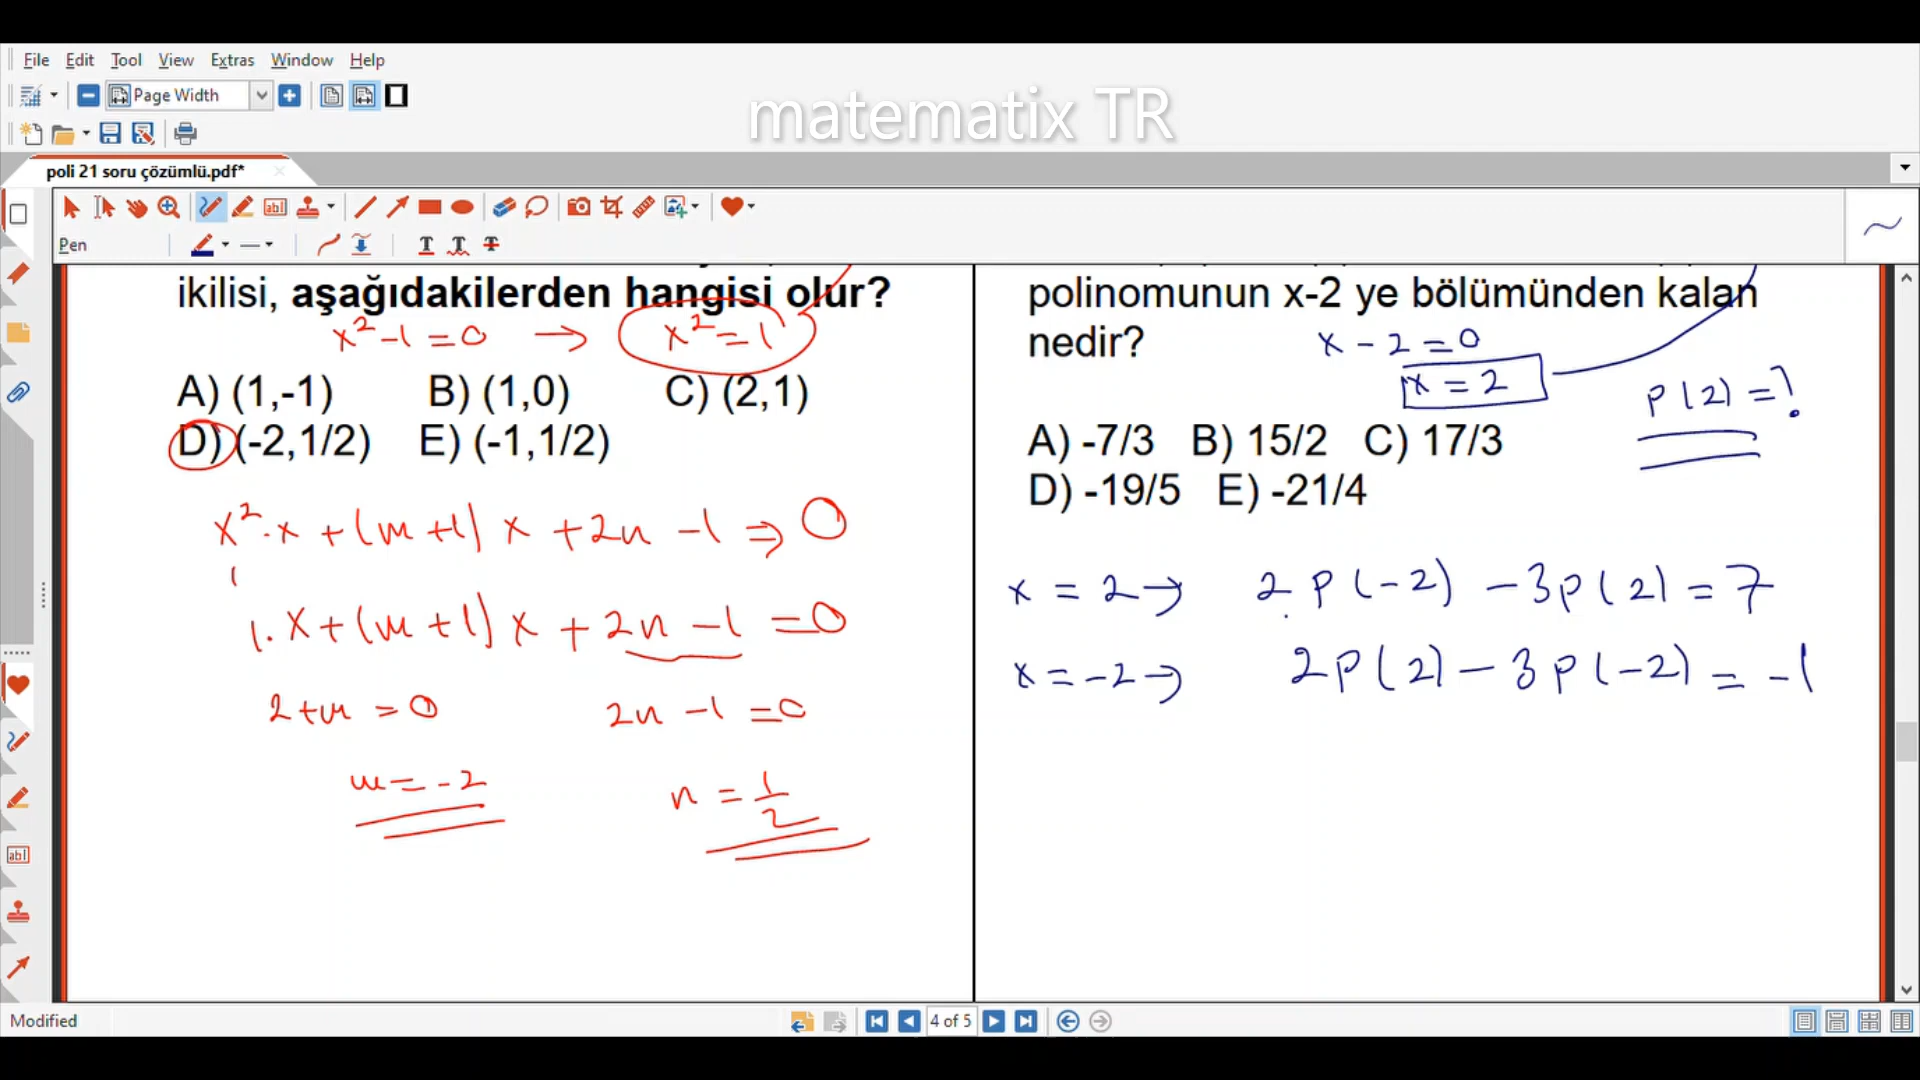 File Edit Tool View Extras Window Help
Page Width
matematix TR
poli 21 soru çözümlü.pdf*
Pen
ikilisi, aşağıdakilerden hangisi olur?
x² - 1 = 0 → x² = 1
A) (1,-1) B) (1,0) C) (2,1)
D) (-2,1/2) E) (-1,1/2)
x² · x + (m + 1) x + 2n - 1 ⇒ 0
1
1. x + (m + 1) x + 2n - 1 = 0
2 + m = 0 2n - 1 = 0
m = -2 n = 1/2
polinomunun x-2 ye bölümünden kalan
nedir?
x - 2 = 0
x = 2
P(2) = ?
A) -7/3 B) 15/2 C) 17/3
D) -19/5 E) -21/4
x = 2 → 2.P(-2) - 3P(2) = 7
x = -2 → 2P(2) - 3P(-2) = -1
Modified
4 of 5